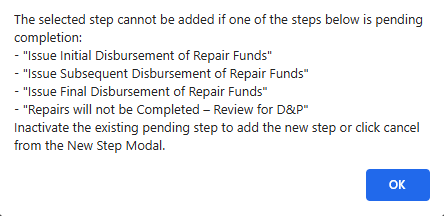 The selected step cannot be added if one of the steps below is pending
completion:
- "Issue Initial Disbursement of Repair Funds"
- "Issue Subsequent Disbursement of Repair Funds"
- "Issue Final Disbursement of Repair Funds"
- "Repairs will not be Completed – Review for D&P"
Inactivate the existing pending step to add the new step or click cancel
from the New Step Modal.
OK